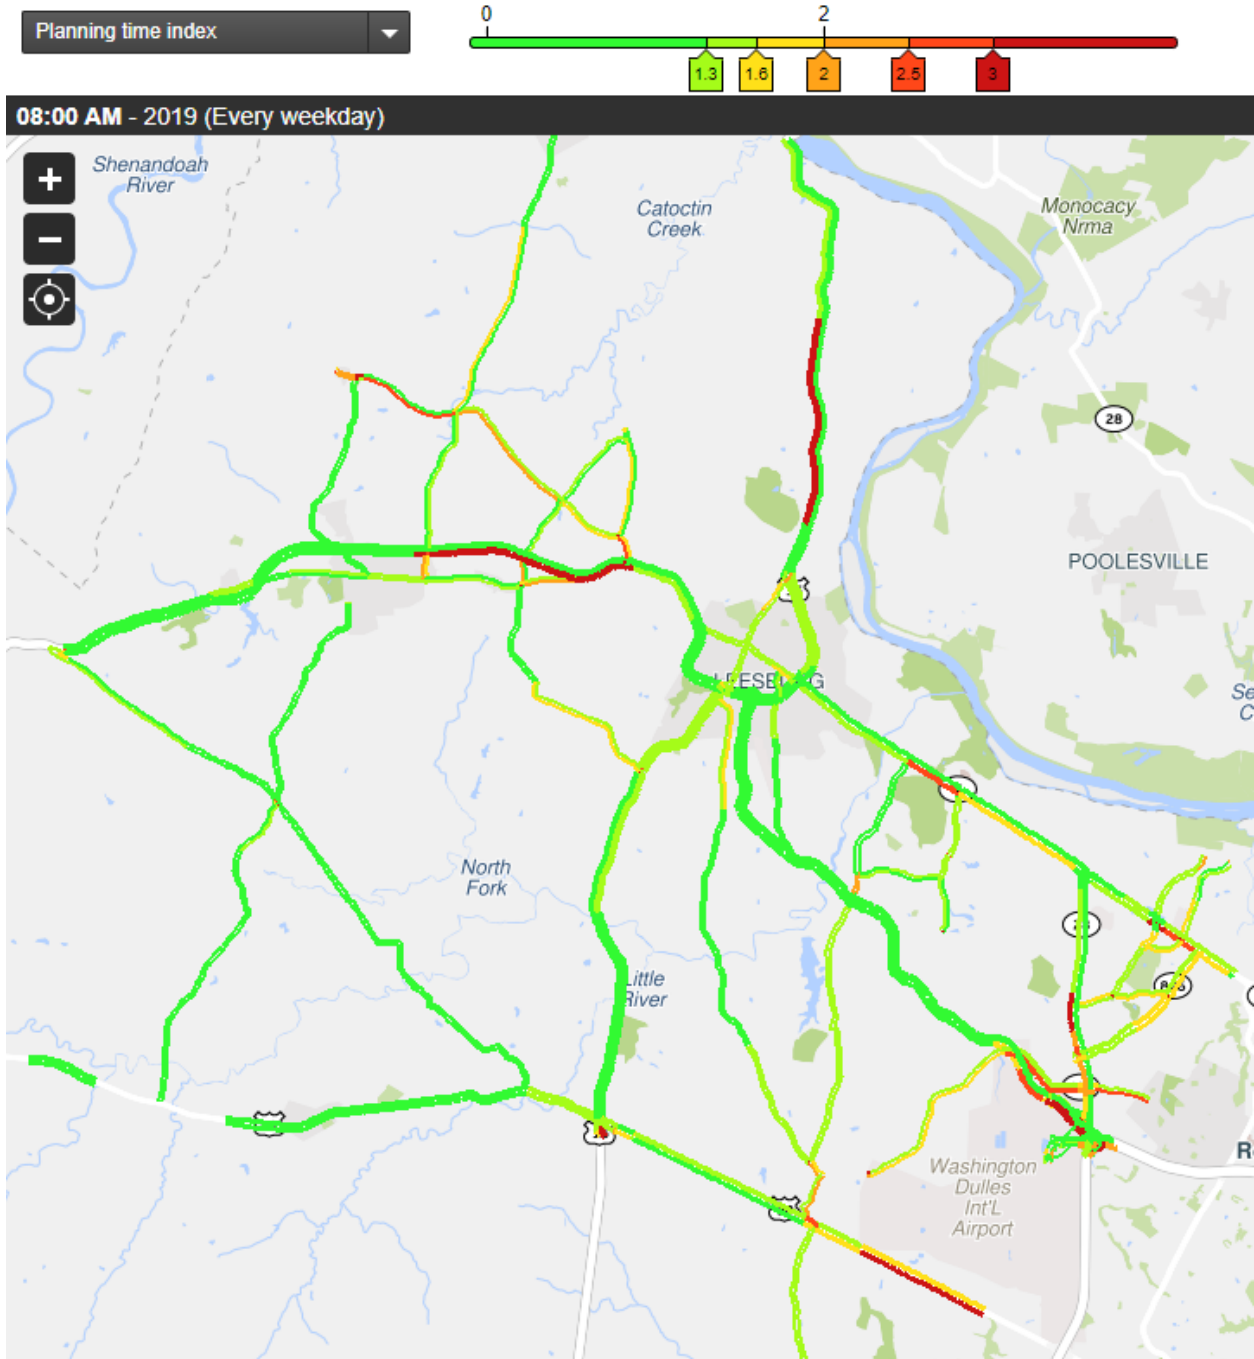 Planning time index
0 2
1.3 1.6 2 2.5 3
08:00 AM - 2019 (Every weekday)
+
Shenandoah
River
−
Catoctin
Creek
Monocacy
Nrma
28
POOLESVILLE
Se
C
North
Fork
Little
River
Washington
Dulles
Int'L
Airport
R